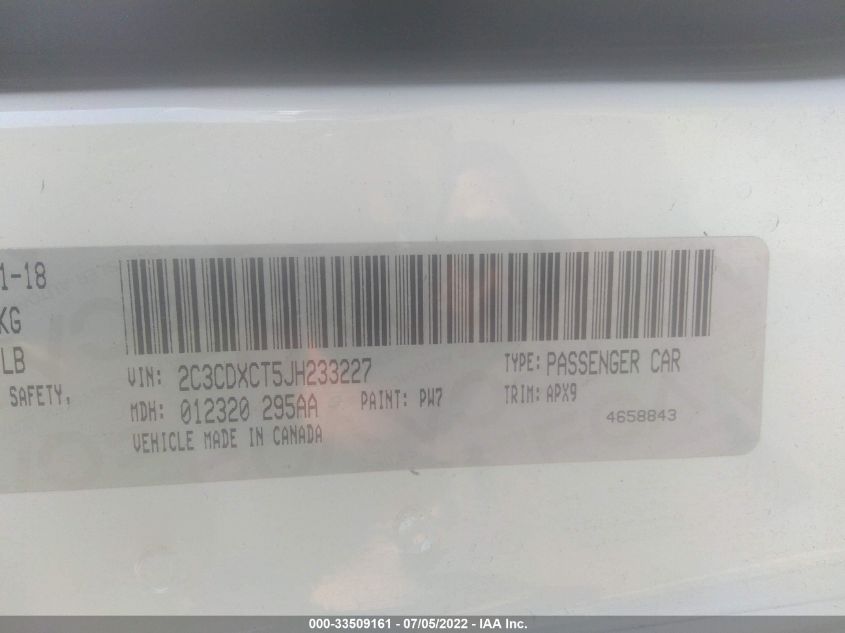 1-18
KG
LB
SAFETY,
VIN: 2C3CDXCT5JH233227
TYPE: PASSENGER CAR
MDH: 012320 295AA
PAINT: PW7
TRIM: APX9
VEHICLE MADE IN CANADA
4658843
000-33509161 - 07/05/2022 - IAA Inc.